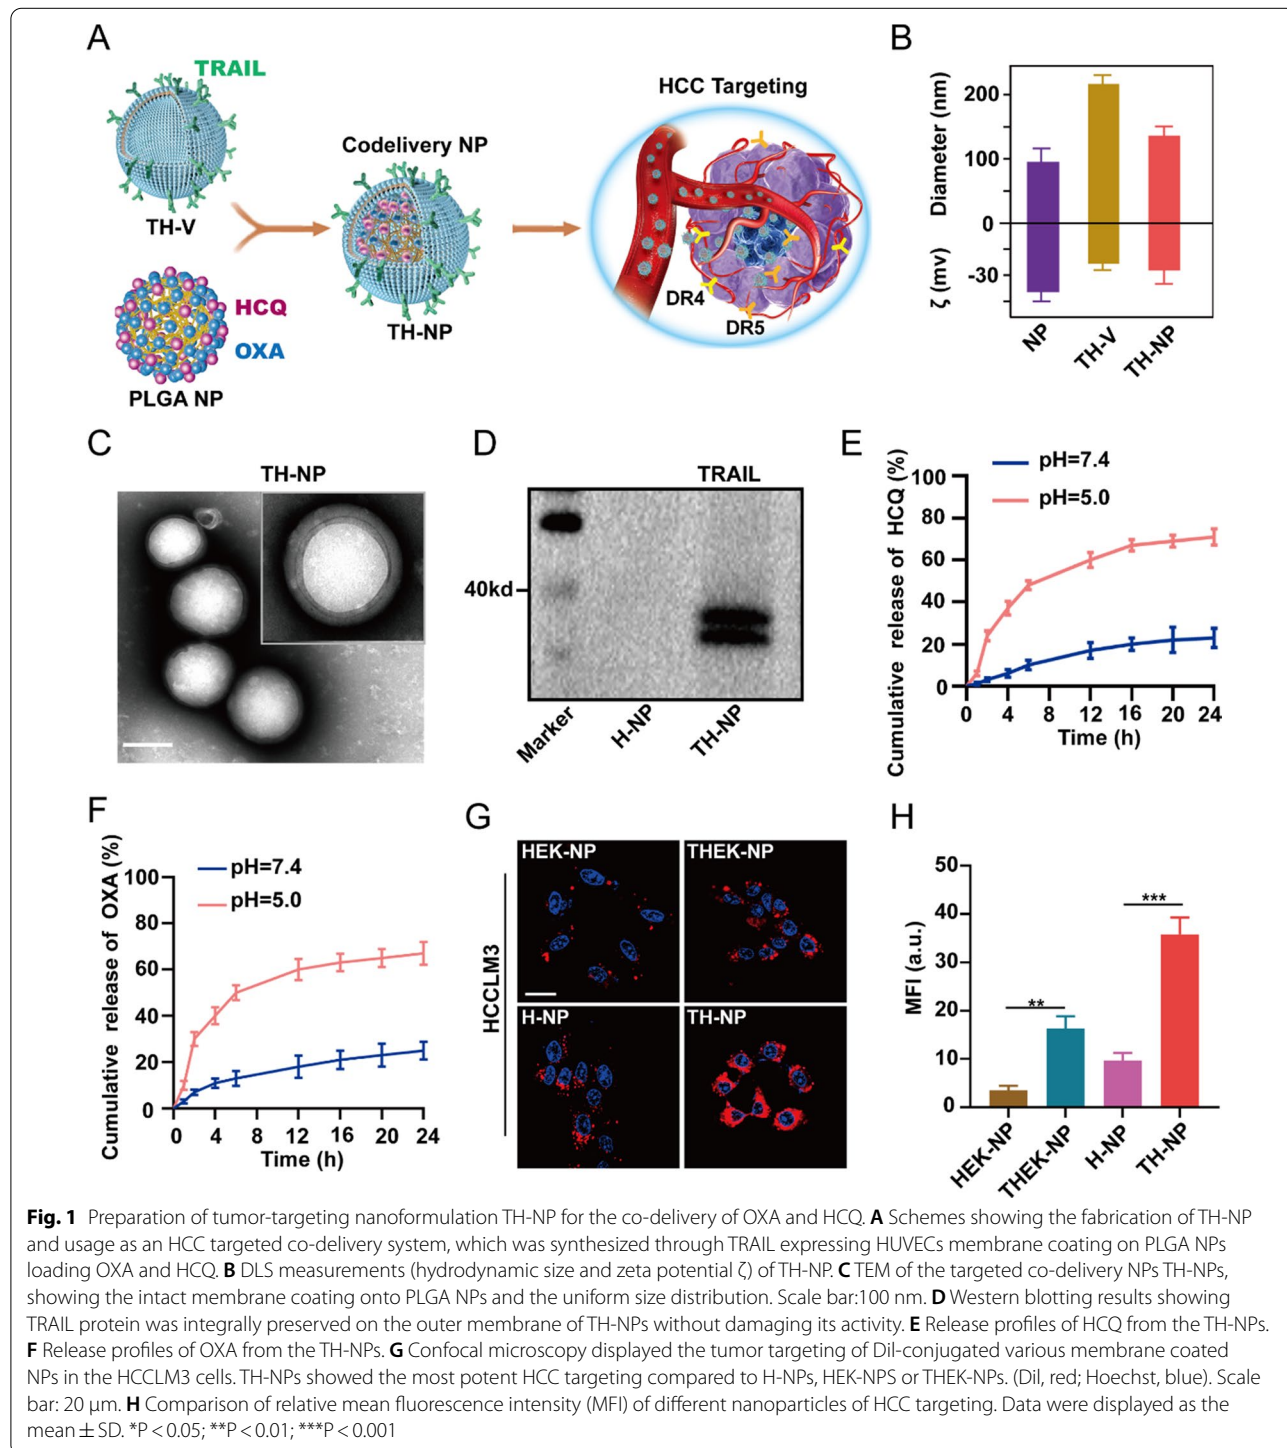 A
TRAIL
TH-V
HCQ
OXA
PLGA NP
Codelivery NP
TH-NP
HCC Targeting
DR4
DR5
B
Diameter (nm)
ζ (mv)
200
100
0
-30
NP
TH-V
TH-NP
C
TH-NP
D
TRAIL
40kd
Marker
H-NP
TH-NP
E
pH=7.4
pH=5.0
Cumulative release of HCQ (%)
100
80
60
40
20
0
0 4 8 12 16 20 24
Time (h)
F
pH=7.4
pH=5.0
Cumulative release of OXA (%)
100
80
60
40
20
0
0 4 8 12 16 20 24
Time (h)
G
HCCLM3
HEK-NP
THEK-NP
H-NP
TH-NP
H
MFI (a.u.)
50
40
30
20
10
0
**
***
HEK-NP
THEK-NP
H-NP
TH-NP
Fig. 1 Preparation of tumor-targeting nanoformulation TH-NP for the co-delivery of OXA and HCQ. A Schemes showing the fabrication of TH-NP
and usage as an HCC targeted co-delivery system, which was synthesized through TRAIL expressing HUVECs membrane coating on PLGA NPs
loading OXA and HCQ. B DLS measurements (hydrodynamic size and zeta potential ζ) of TH-NP. C TEM of the targeted co-delivery NPs TH-NPs,
showing the intact membrane coating onto PLGA NPs and the uniform size distribution. Scale bar:100 nm. D Western blotting results showing
TRAIL protein was integrally preserved on the outer membrane of TH-NPs without damaging its activity. E Release profiles of HCQ from the TH-NPs.
F Release profiles of OXA from the TH-NPs. G Confocal microscopy displayed the tumor targeting of Dil-conjugated various membrane coated
NPs in the HCCLM3 cells. TH-NPs showed the most potent HCC targeting compared to H-NPs, HEK-NPS or THEK-NPs. (Dil, red; Hoechst, blue). Scale
bar: 20 μm. H Comparison of relative mean fluorescence intensity (MFI) of different nanoparticles of HCC targeting. Data were displayed as the
mean ± SD. *P < 0.05; **P < 0.01; ***P < 0.001